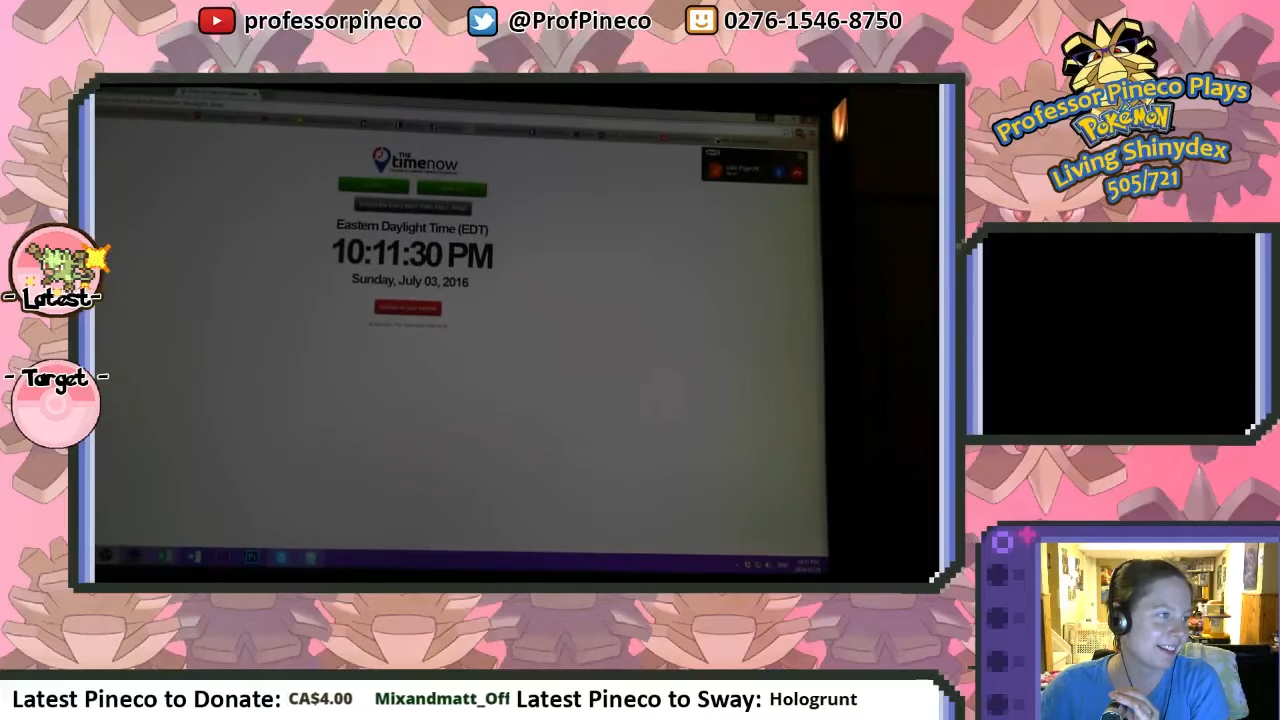 professorpineco
@ProfPineco
0276-1546-8750
Professor Pineco Plays
POKéMON
Living Shinydex
505/721
THE
timenow
Eastern Daylight Time (EDT)
10:11:30 PM
Sunday, July 03, 2016
- Latest -
- Target -
Latest Pineco to Donate: CA$4.00 Mixandmatt_Off Latest Pineco to Sway: Hologrunt